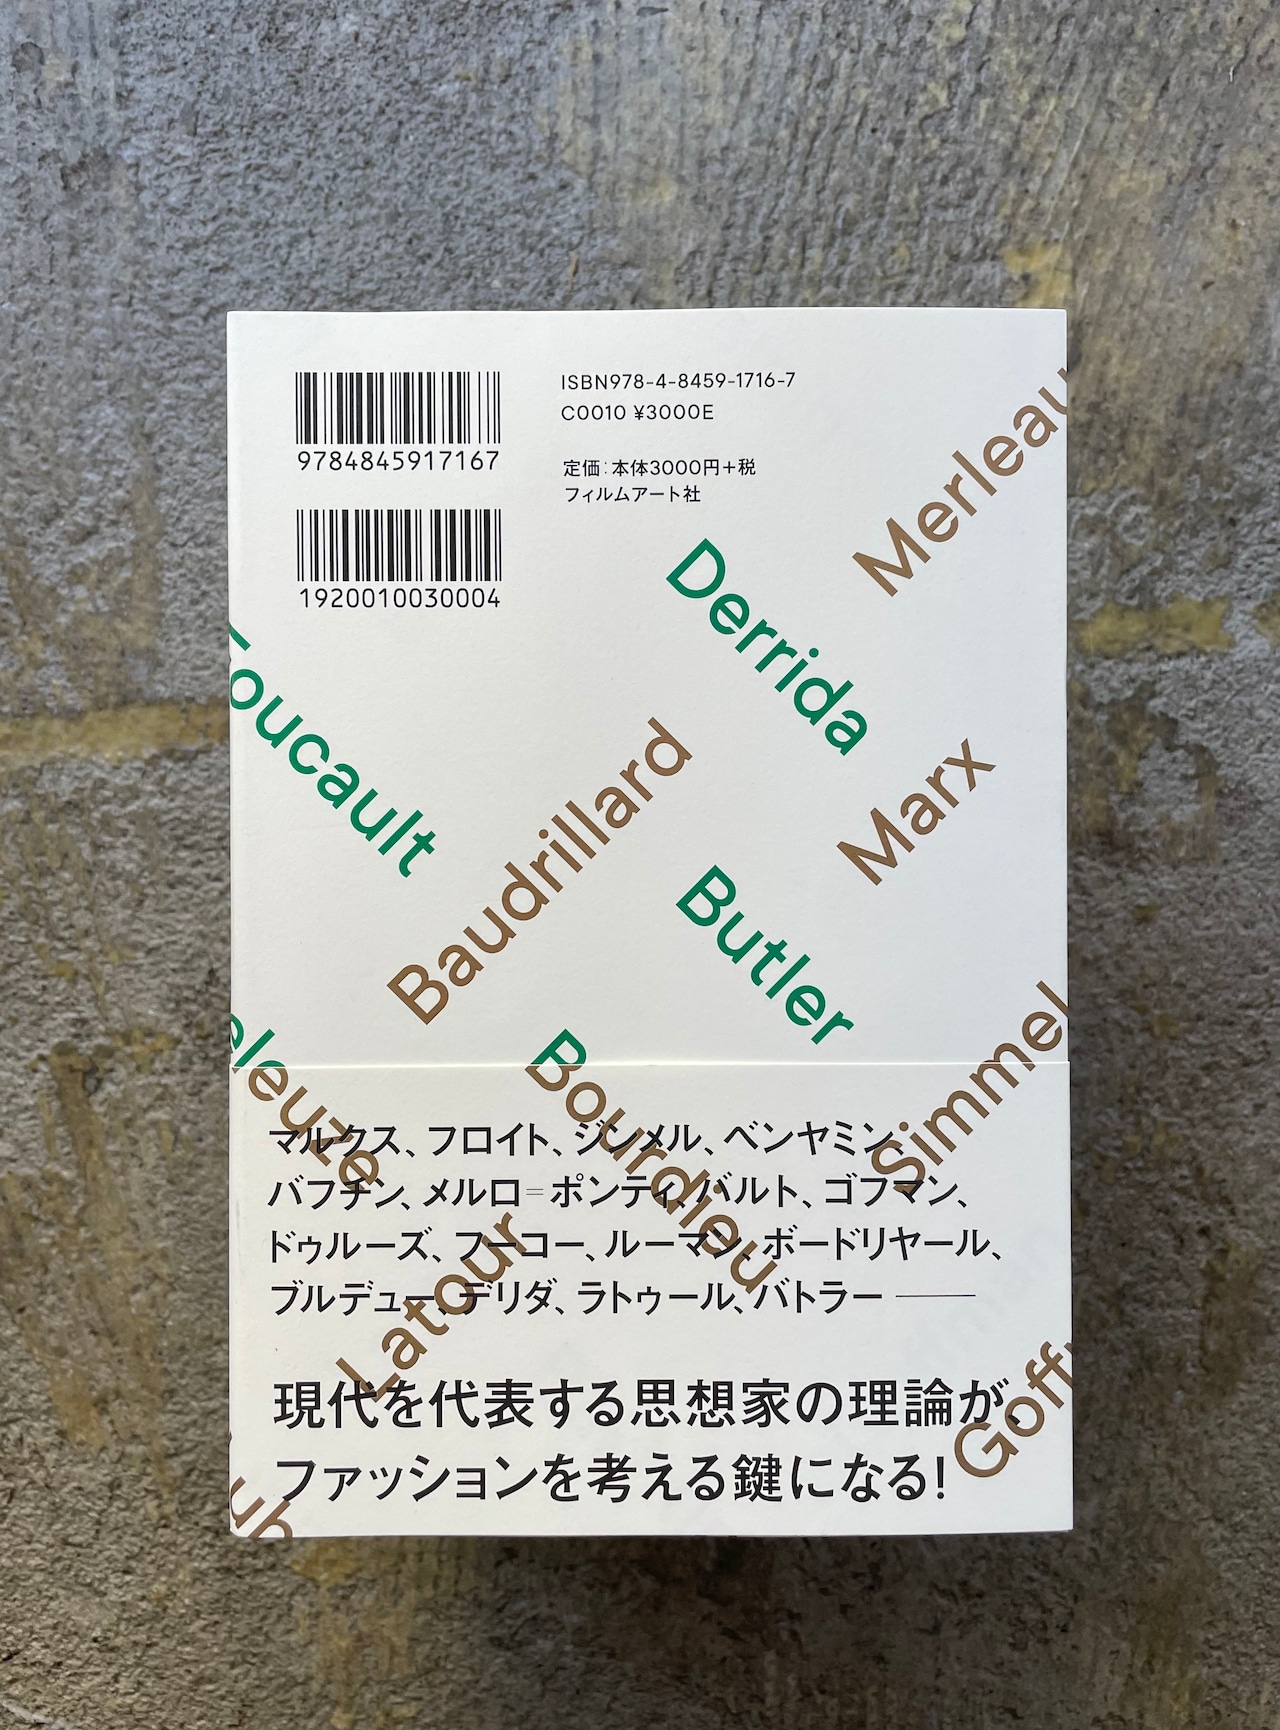 9784845917167
ISBN978-4-8459-1716-7
C0010 ¥3000E
定価:本体3000円+税
フィルムアート社
1920010030004
Merleau
Derrida
Foucault
Baudrillard
Marx
Butler
eleuze
Bourdieu
Simmel
マルクス、フロイト、ジンメル、ベンヤミン、
バフチン、メルロ=ポンティ、バルト、ゴフマン、
ドゥルーズ、フーコー、ルーマン、ボードリヤール、
ブルデュー、デリダ、ラトゥール、バトラー——
Latour
Goff
現代を代表する思想家の理論が、
ファッションを考える鍵になる!
uh